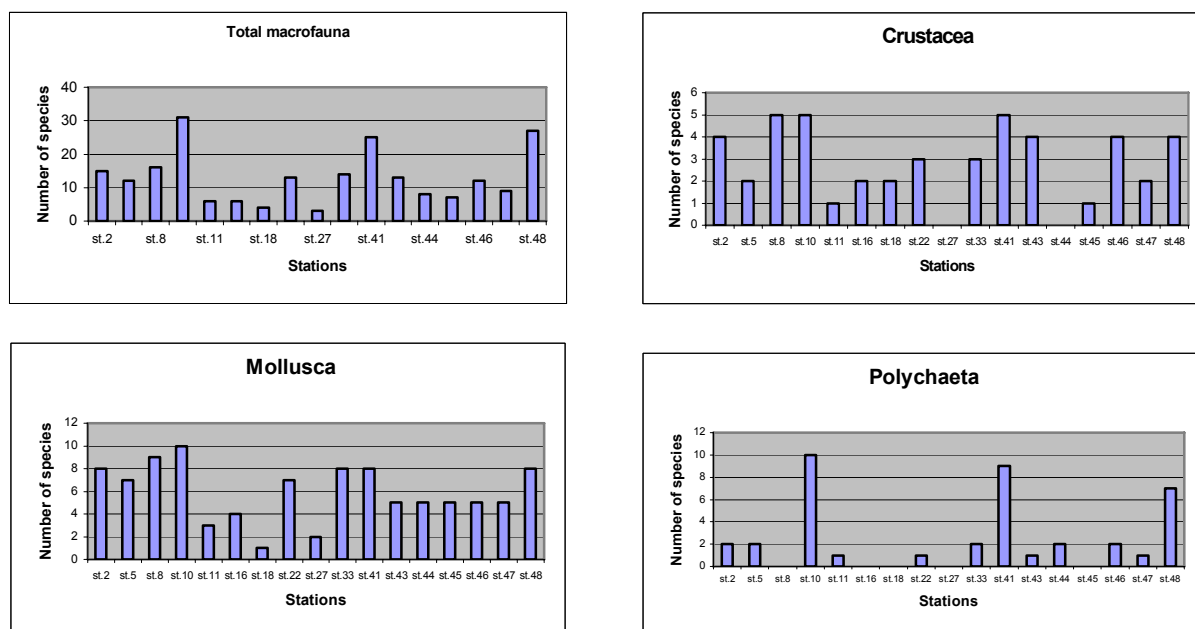 Total macrofauna
Number of species
40
30
20
10
0
st.2 st.8 st.11 st.18 st.27 st.41 st.44 st.46 st.48
Stations
Crustacea
Number of species
6
5
4
3
2
1
0
st.2 st.5 st.8 st.10 st.11 st.16 st.18 st.22 st.27 st.33 st.41 st.43 st.44 st.45 st.46 st.47 st.48
Stations
Mollusca
Number of species
12
10
8
6
4
2
0
st.2 st.5 st.8 st.10 st.11 st.16 st.18 st.22 st.27 st.33 st.41 st.43 st.44 st.45 st.46 st.47 st.48
Stations
Polychaeta
Number of species
12
10
8
6
4
2
0
st.2 st.5 st.8 st.10 st.11 st.16 st.18 st.22 st.27 st.33 st.41 st.43 st.44 st.45 st.46 st.47 st.48
Stations